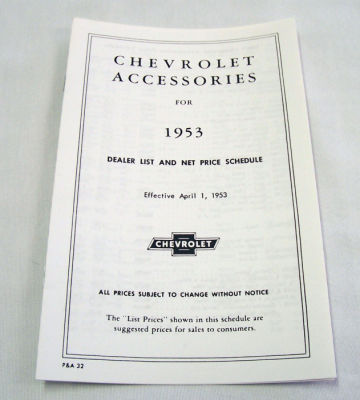 CHEVROLET
ACCESSORIES
FOR
1953
DEALER LIST AND NET PRICE SCHEDULE
Effective April 1, 1953
CHEVROLET
ALL PRICES SUBJECT TO CHANGE WITHOUT NOTICE
The "List Prices" shown in this schedule are
suggested prices for sales to consumers.
P&A 32